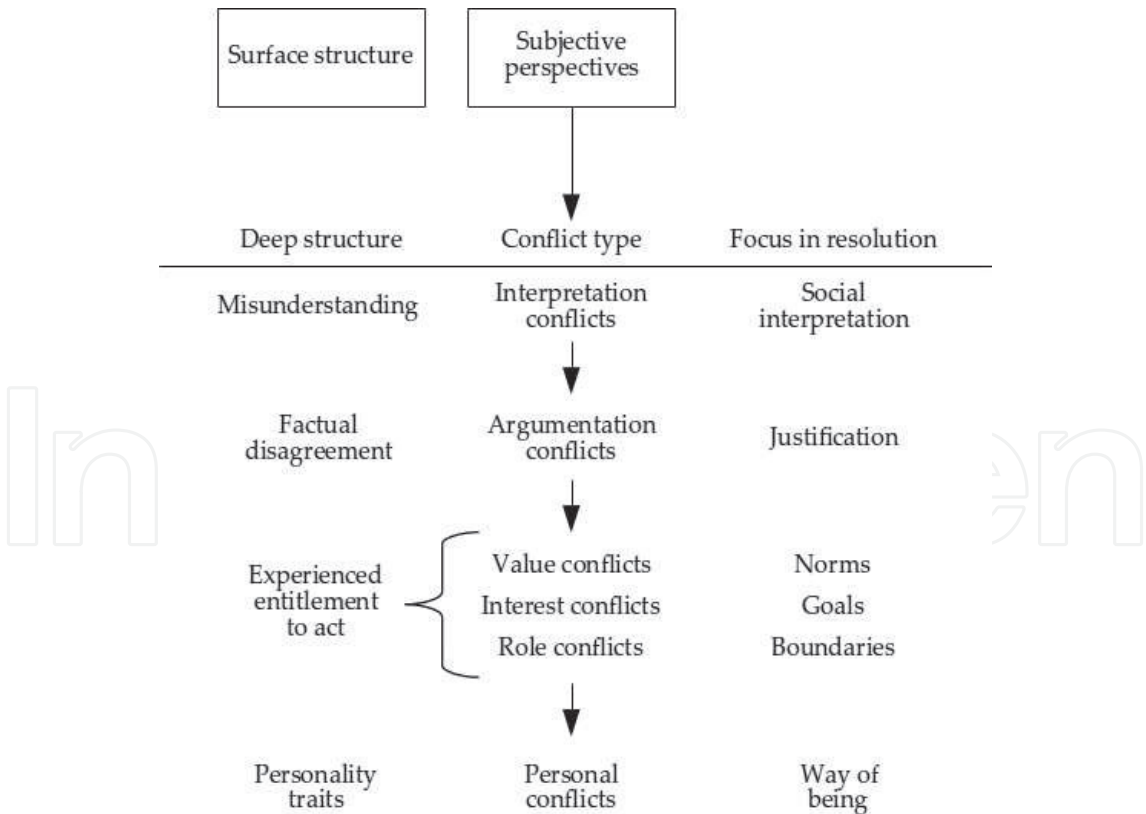 Surface structure
Subjective
perspectives
Deep structure
Conflict type
Focus in resolution
Misunderstanding
Interpretation
conflicts
Social
interpretation
Factual
disagreement
Argumentation
conflicts
Justification
Experienced
entitlement
to act
Value conflicts
Norms
Interest conflicts
Goals
Role conflicts
Boundaries
Personality
traits
Personal
conflicts
Way of
being
In
en